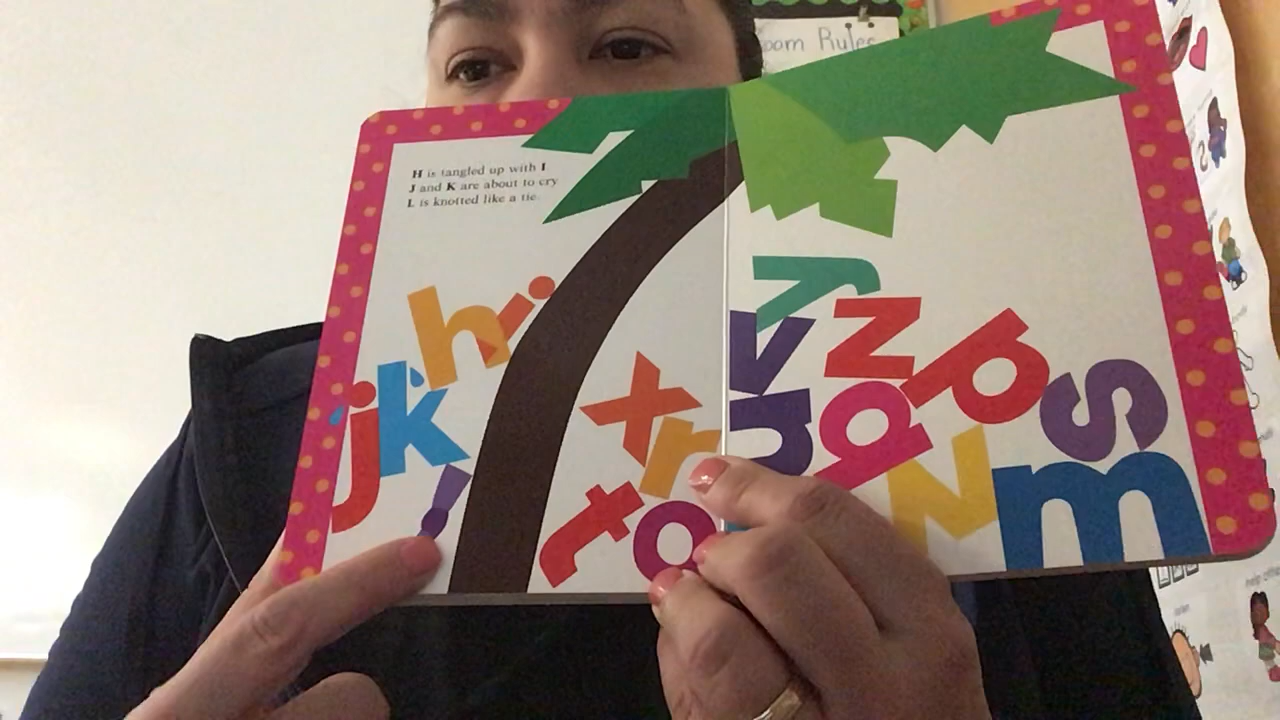 oom Rules
H is tangled up with I
J and K are about to cry
L is knotted like a tie.
h i
j k
l
x r
t o
y
v z p s
u q
w m